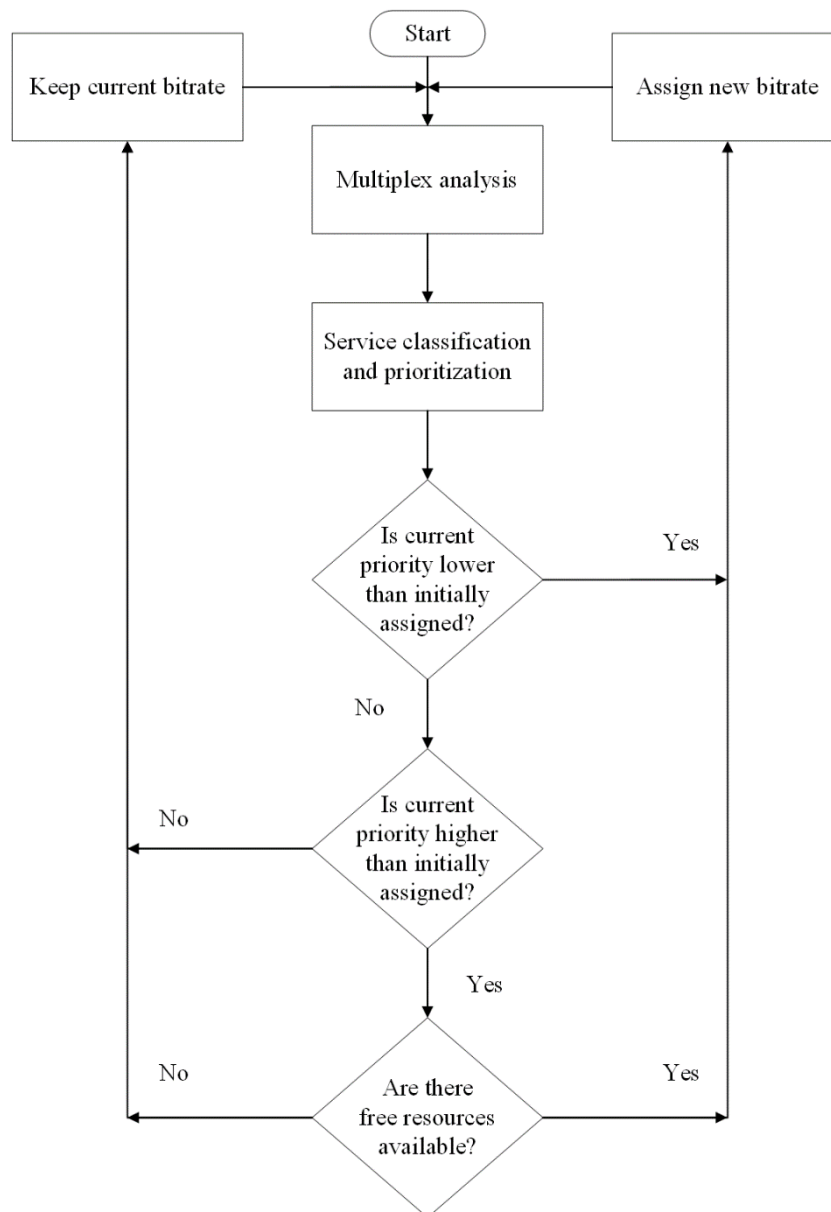 Start
Keep current bitrate
Assign new bitrate
Multiplex analysis
Service classification
and prioritization
Is current
priority lower
than initially
assigned?
Yes
No
Is current
priority higher
than initially
assigned?
No
Yes
Are there
free resources
available?
No
Yes